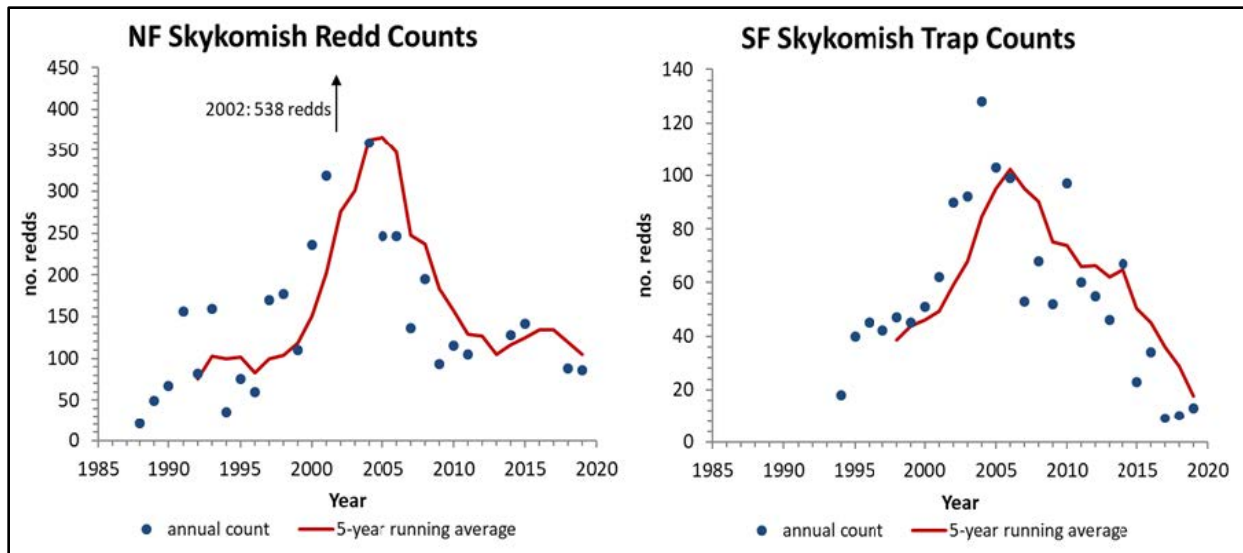 NF Skykomish Redd Counts
no. redds
450
400
350
300
250
200
150
100
50
0
2002: 538 redds
1985 1990 1995 2000 2005 2010 2015 2020
Year
annual count 5-year running average
SF Skykomish Trap Counts
no. redds
140
120
100
80
60
40
20
0
1985 1990 1995 2000 2005 2010 2015 2020
Year
annual count 5-year running average